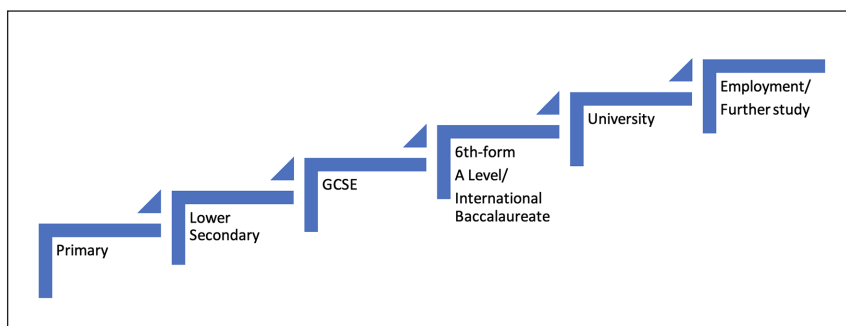 Primary
Lower
Secondary
GCSE
6th-form
A Level/
International
Baccalaureate
University
Employment/
Further study